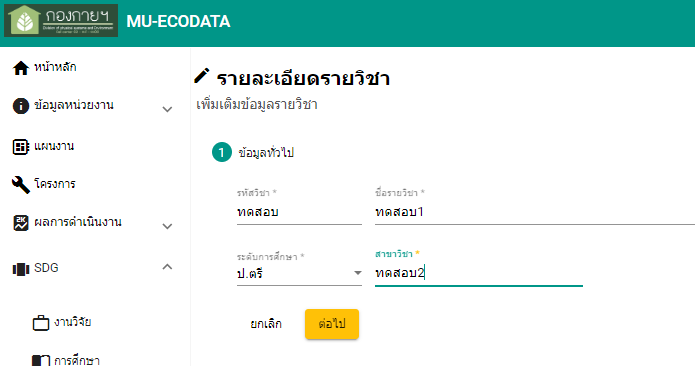 กองกายฯ
Division of physical systems and Environment
MU-ECODATA
หน้าหลัก
ข้อมูลหน่วยงาน
แผนงาน
โครงการ
ผลการดำเนินงาน
SDG
งานวิจัย
การศึกษา
รายละเอียดรายวิชา
เพิ่มเติมข้อมูลรายวิชา
1 ข้อมูลทั่วไป
รหัสวิชา * ชื่อรายวิชา *
ทดสอบ ทดสอบ1
ระดับการศึกษา * สาขาวิชา *
ป.ตรี ทดสอบ2
ยกเลิก ต่อไป